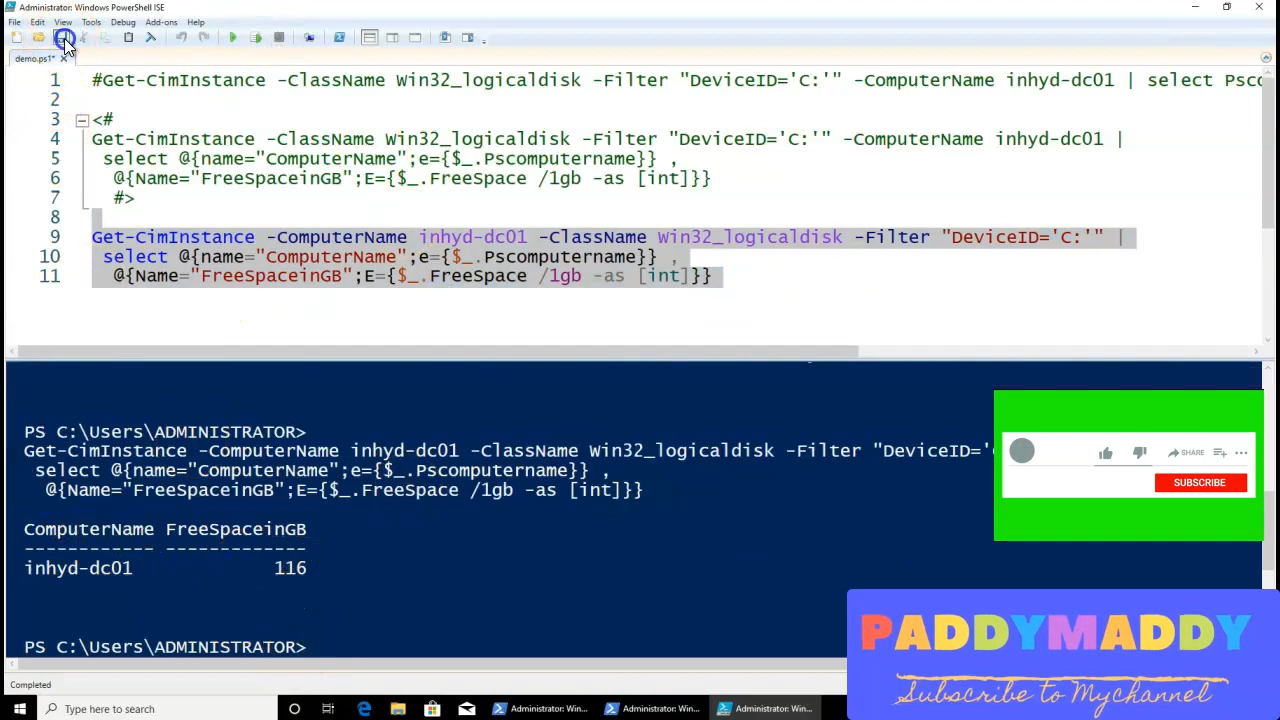 Administrator: Windows PowerShell ISE
File Edit View Tools Debug Add-ons Help
demo.ps1*
1 #Get-CimInstance -ClassName Win32_logicaldisk -Filter "DeviceID='C:'" -ComputerName inhyd-dc01 | select Psco
2
3 <#
4 Get-CimInstance -ClassName Win32_logicaldisk -Filter "DeviceID='C:'" -ComputerName inhyd-dc01 |
5 select @{name="ComputerName";e={$_.Pscomputername}} ,
6 @{Name="FreeSpaceinGB";E={$_.FreeSpace /1gb -as [int]}}
7 #>
8
9 Get-CimInstance -ComputerName inhyd-dc01 -ClassName Win32_logicaldisk -Filter "DeviceID='C:'" |
10 select @{name="ComputerName";e={$_.Pscomputername}} ,
11 @{Name="FreeSpaceinGB";E={$_.FreeSpace /1gb -as [int]}}
PS C:\Users\ADMINISTRATOR>
Get-CimInstance -ComputerName inhyd-dc01 -ClassName Win32_logicaldisk -Filter "DeviceID='
select @{name="ComputerName";e={$_.Pscomputername}} ,
@{Name="FreeSpaceinGB";E={$_.FreeSpace /1gb -as [int]}}
ComputerName FreeSpaceinGB
------------ -------------
inhyd-dc01 116
PS C:\Users\ADMINISTRATOR>
SHARE
SUBSCRIBE
PADDYMADDY
Subscribe to Mychannel
Completed
Type here to search
Administrator: Win...
Administrator: Win...
Administrator: Win...